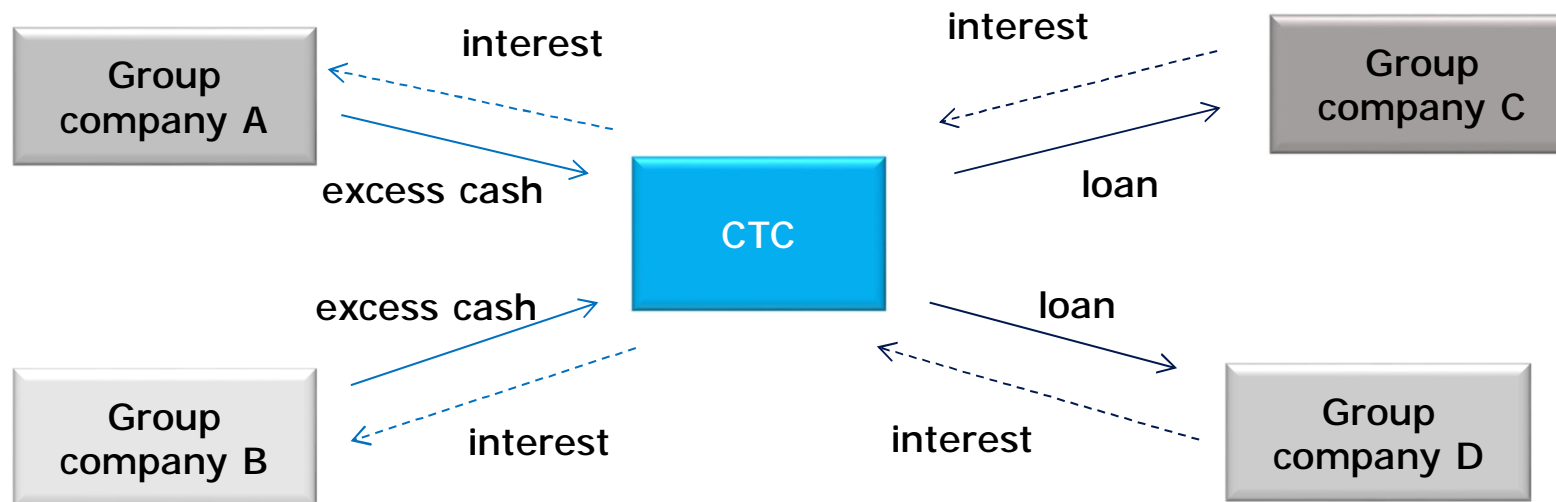 interest
interest
Group
company A
Group
company C
excess cash
loan
CTC
excess cash
loan
Group
company B
interest
interest
Group
company D